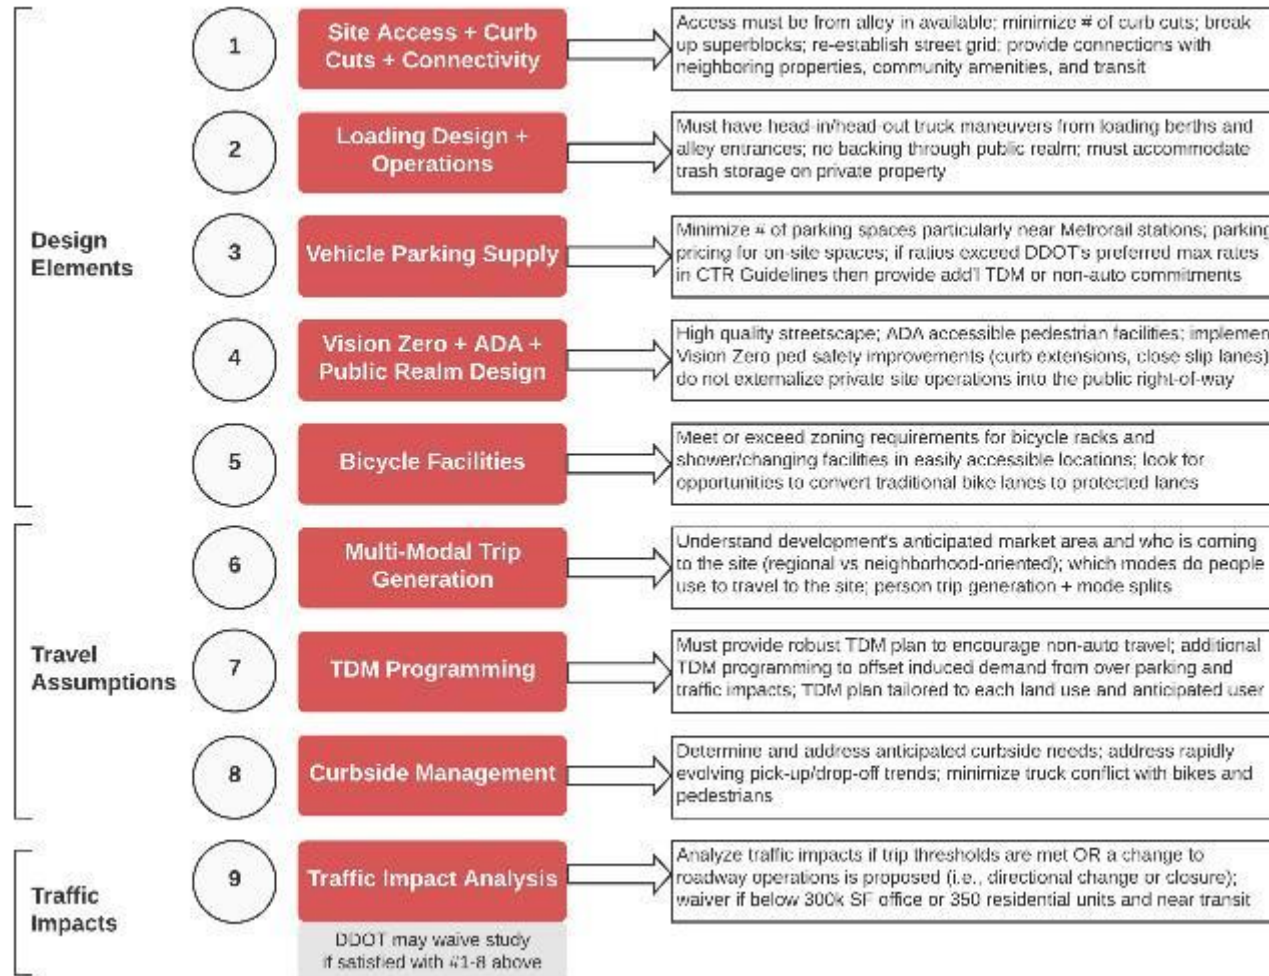 Design
Elements
1
Site Access + Curb
Cuts + Connectivity
Access must be from alley in available; minimize # of curb cuts; break
up superblocks; re-establish street grid; provide connections with
neighboring properties, community amenities, and transit
2
Loading Design +
Operations
Must have head-in/head-out truck maneuvers from loading berths and
alley entrances; no backing through public realm; must accommodate
trash storage on private property
3
Vehicle Parking Supply
Minimize # of parking spaces particularly near Metrorail stations; parking
pricing for on-site spaces; if ratios exceed DDOT's preferred max rates
in CTR Guidelines then provide add'l TDM or non-auto commitments
4
Vision Zero + ADA +
Public Realm Design
High quality streetscape; ADA accessible pedestrian facilities; implemen
Vision Zero ped safety improvements (curb extensions, close slip lanes)
do not externalize private site operations into the public right-of-way
5
Bicycle Facilities
Meet or exceed zoning requirements for bicycle racks and
shower/changing facilities in easily accessible locations; look for
opportunities to convert traditional bike lanes to protected lanes
Travel
Assumptions
6
Multi-Modal Trip
Generation
Understand development's anticipated market area and who is coming
to the site (regional vs neighborhood-oriented); which modes do people
use to travel to the site; person trip generation + mode splits
7
TDM Programming
Must provide robust TDM plan to encourage non-auto travel; additional
TDM programming to offset induced demand from over parking and
traffic impacts; TDM plan tailored to each land use and anticipated user
8
Curbside Management
Determine and address anticipated curbside needs; address rapidly
evolving pick-up/drop-off trends; minimize truck conflict with bikes and
pedestrians
Traffic
Impacts
9
Traffic Impact Analysis
DDOT may waive study
if satisfied with #1-8 above
Analyze traffic impacts if trip thresholds are met OR a change to
roadway operations is proposed (i.e., directional change or closure);
waiver if below 300k SF office or 350 residential units and near transit